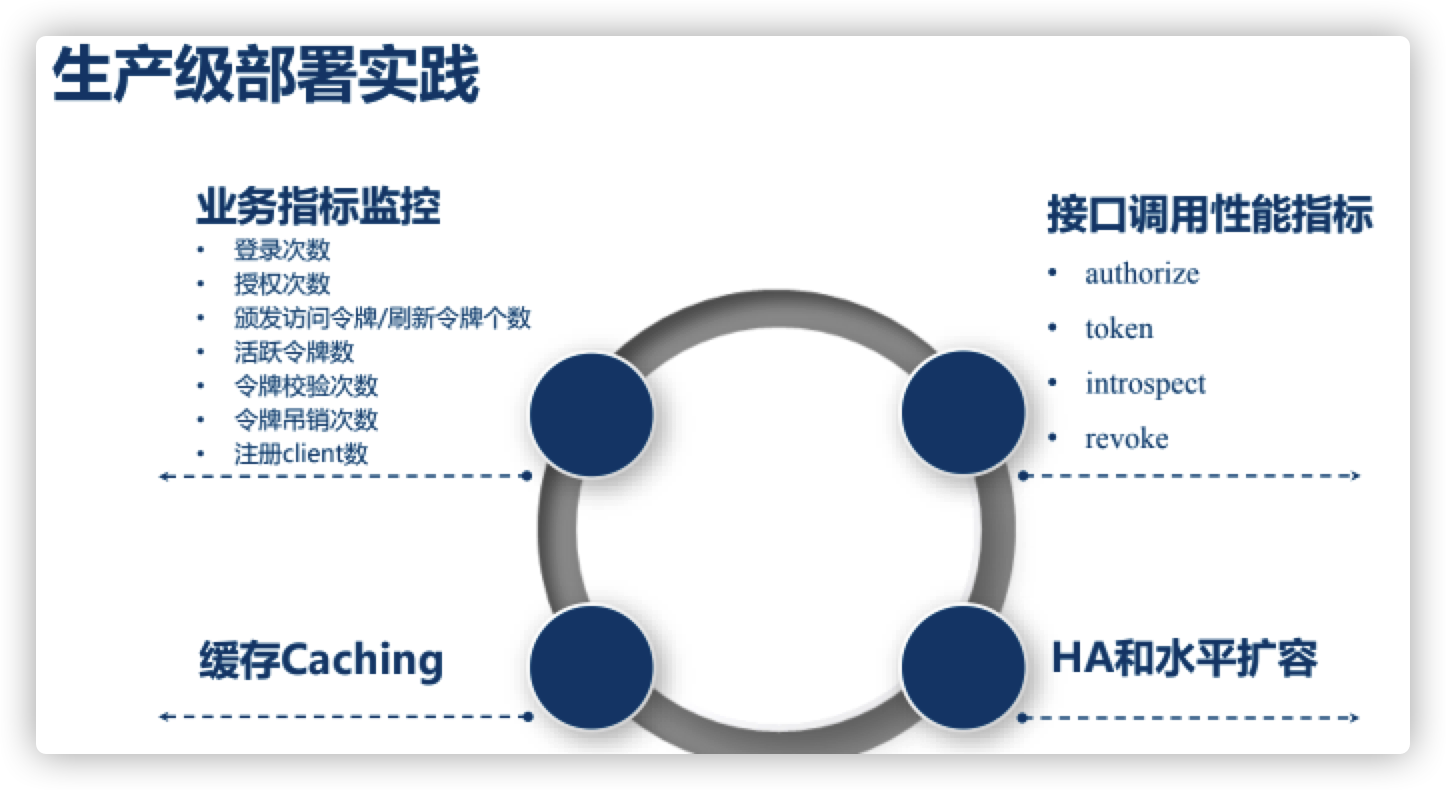 生产级部署实践
业务指标监控
• 登录次数
• 授权次数
• 颁发访问令牌/刷新令牌个数
• 活跃令牌数
• 令牌校验次数
• 令牌吊销次数
• 注册client数
接口调用性能指标
• authorize
• token
• introspect
• revoke
缓存Caching
HA和水平扩容